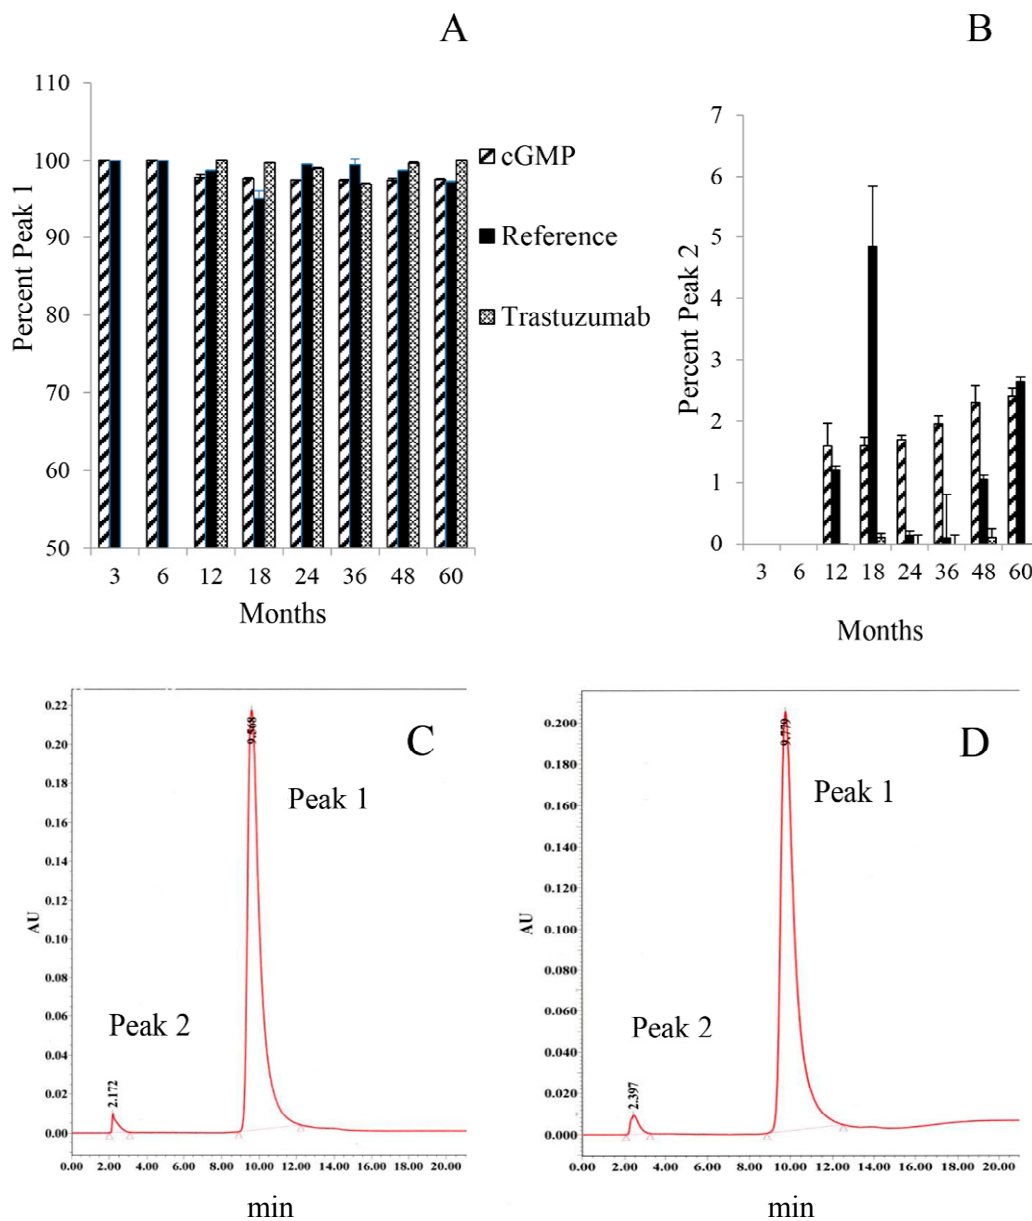 A
110
100
90
80
70
60
50
Percent Peak 1
3 6 12 18 24 36 48 60
Months
cGMP
Reference
Trastuzumab
B
7
6
5
4
3
2
1
0
Percent Peak 2
3 6 12 18 24 36 48 60
Months
C
0.22
0.20
0.18
0.16
0.14
0.12
0.10
0.08
0.06
0.04
0.02
0.00
AU
9.568
Peak 1
Peak 2
2.172
0.00 2.00 4.00 6.00 8.00 10.00 12.00 14.00 16.00 18.00 20.00
min
D
0.200
0.180
0.160
0.140
0.120
0.100
0.080
0.060
0.040
0.020
0.000
AU
9.779
Peak 1
Peak 2
2.397
0.00 2.00 4.00 6.00 8.00 10.00 12.00 14.00 16.00 18.00 20.00
min